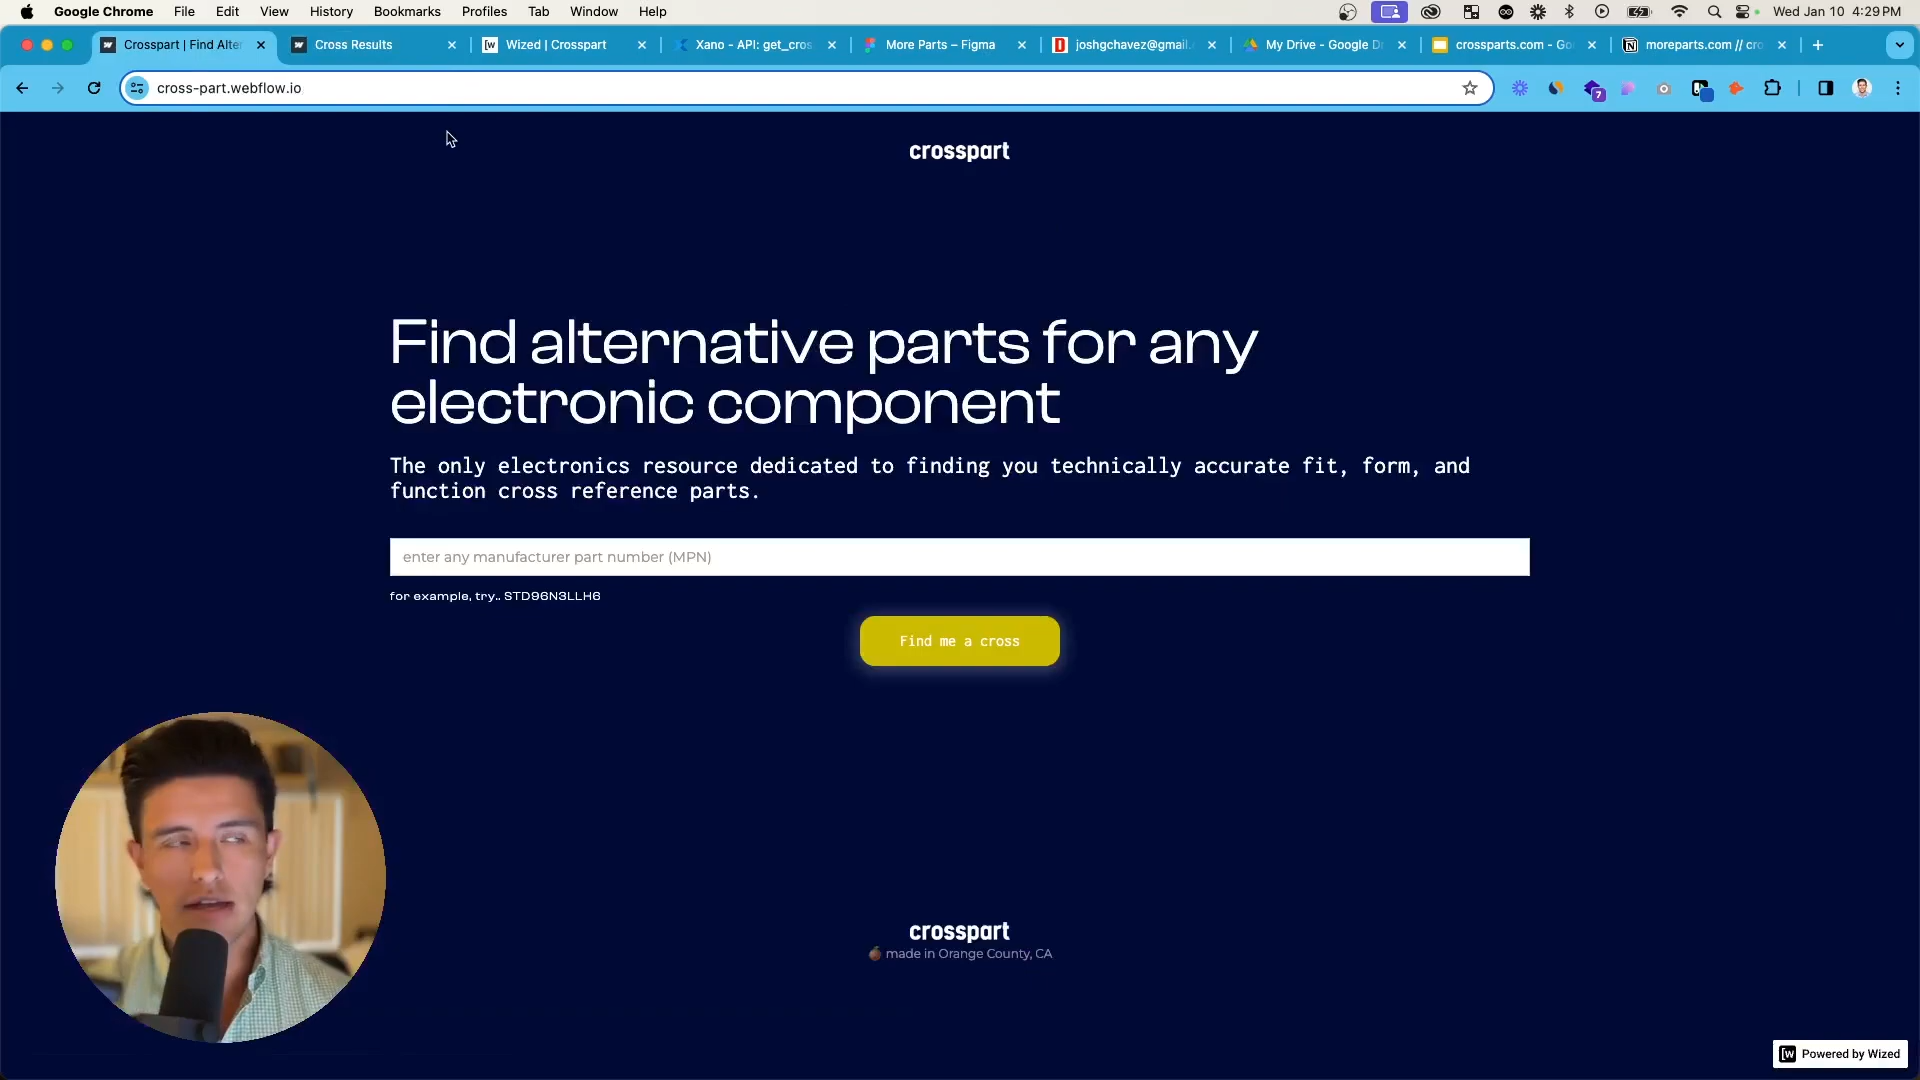 Google Chrome File Edit View History Bookmarks Profiles Tab Window Help Wed Jan 10 4:29 PM
Crosspart | Find Alter Cross Results Wized | Crosspart Xano - API: get_cros More Parts – Figma joshgchavez@gmail. My Drive - Google Dr crossparts.com - Go moreparts.com // cro
cross-part.webflow.io
7
crosspart
Find alternative parts for any
electronic component
The only electronics resource dedicated to finding you technically accurate fit, form, and
function cross reference parts.
enter any manufacturer part number (MPN)
for example, try.. STD96N3LLH6
Find me a cross
crosspart
made in Orange County, CA
Powered by Wized